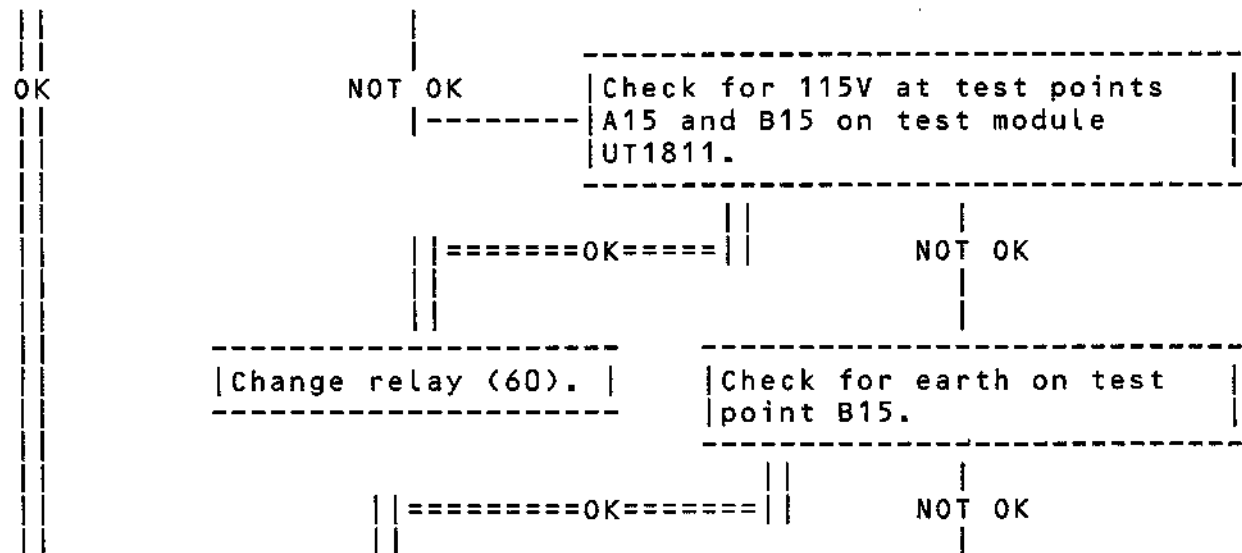 OK
NOT OK
Check for 115V at test points
A15 and B15 on test module
UT1811.
OK
NOT OK
Change relay (60).
Check for earth on test
point B15.
OK
NOT OK